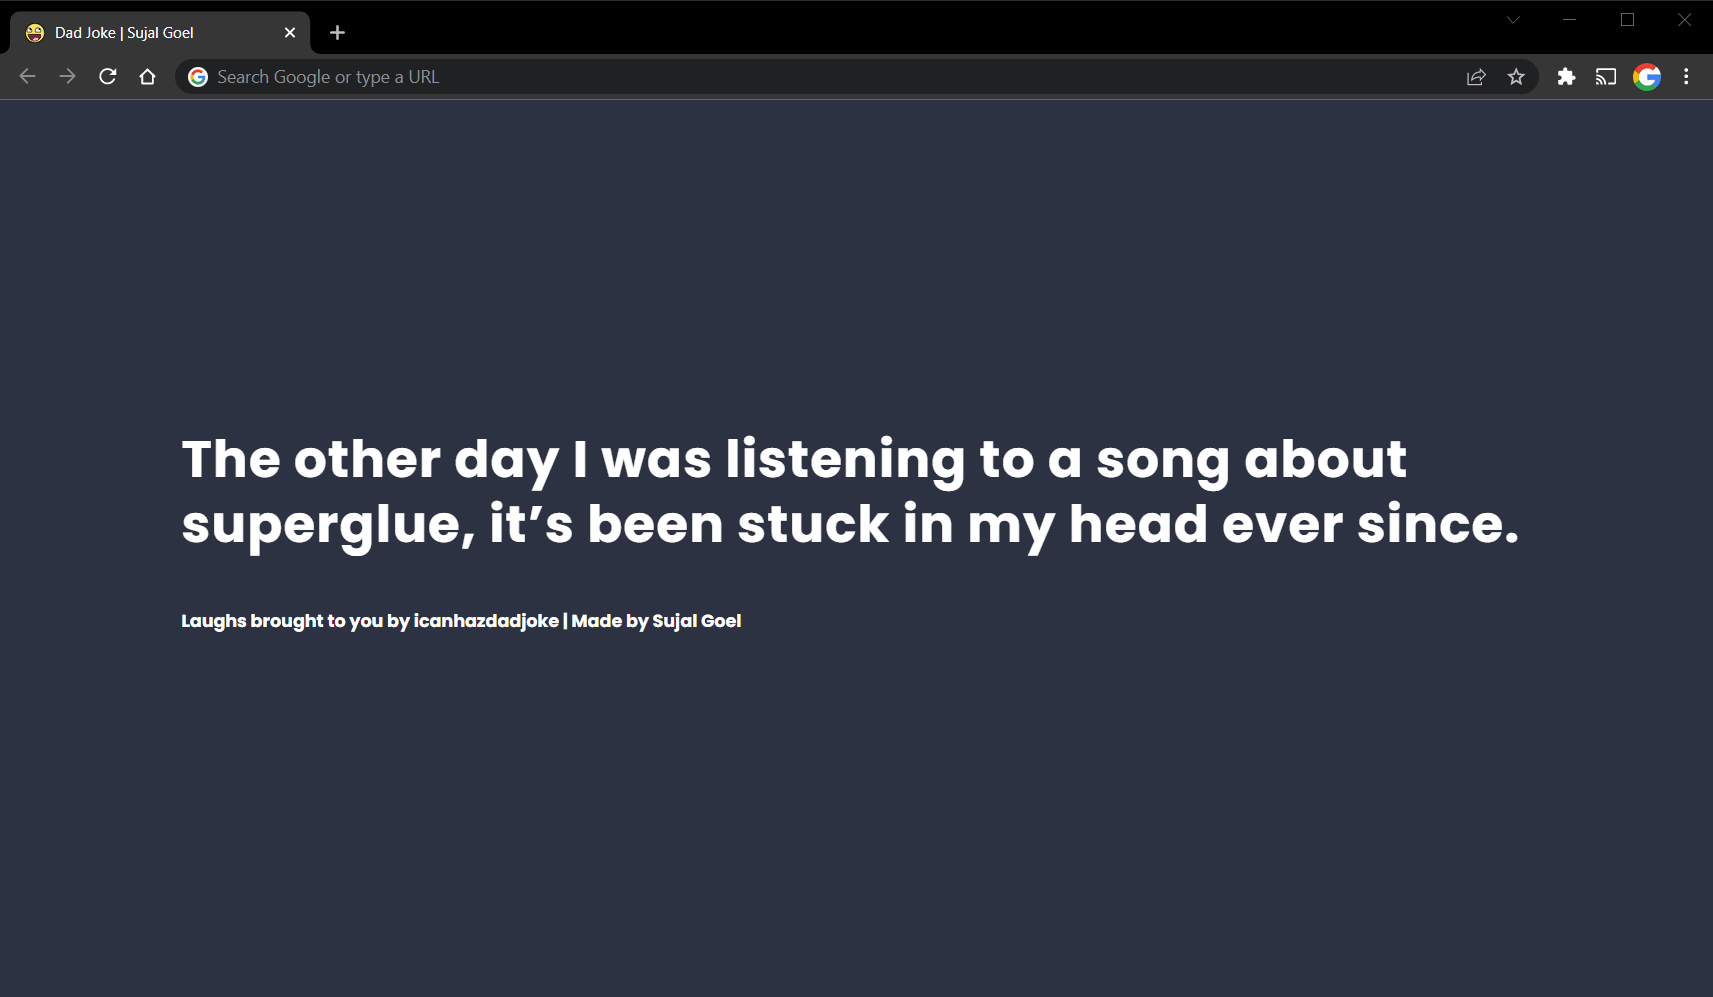 Dad Joke | Sujal Goel
Search Google or type a URL
The other day I was listening to a song about
superglue, it’s been stuck in my head ever since.
Laughs brought to you by icanhazdadjoke | Made by Sujal Goel